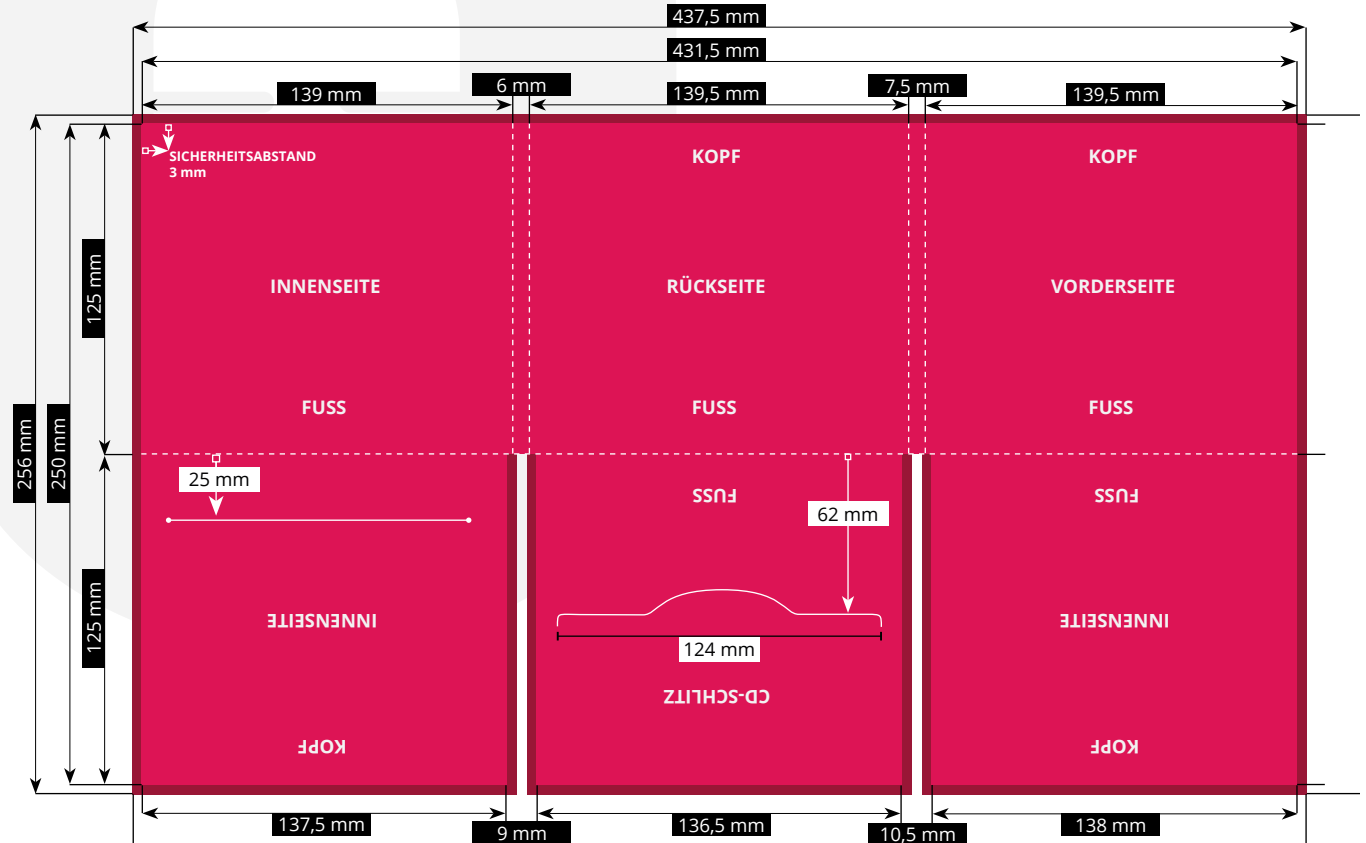 437,5 mm
431,5 mm
139 mm
6 mm
139,5 mm
7,5 mm
139,5 mm
SICHERHEITSABSTAND
3 mm
KOPF
KOPF
125 mm
INNENSEITE
RÜCKSEITE
VORDERSEITE
FUSS
FUSS
FUSS
256 mm
250 mm
25 mm
FUSS
FUSS
62 mm
125 mm
INNENSEITE
INNENSEITE
124 mm
CD-SCHLITZ
KOPF
KOPF
137,5 mm
9 mm
136,5 mm
10,5 mm
138 mm